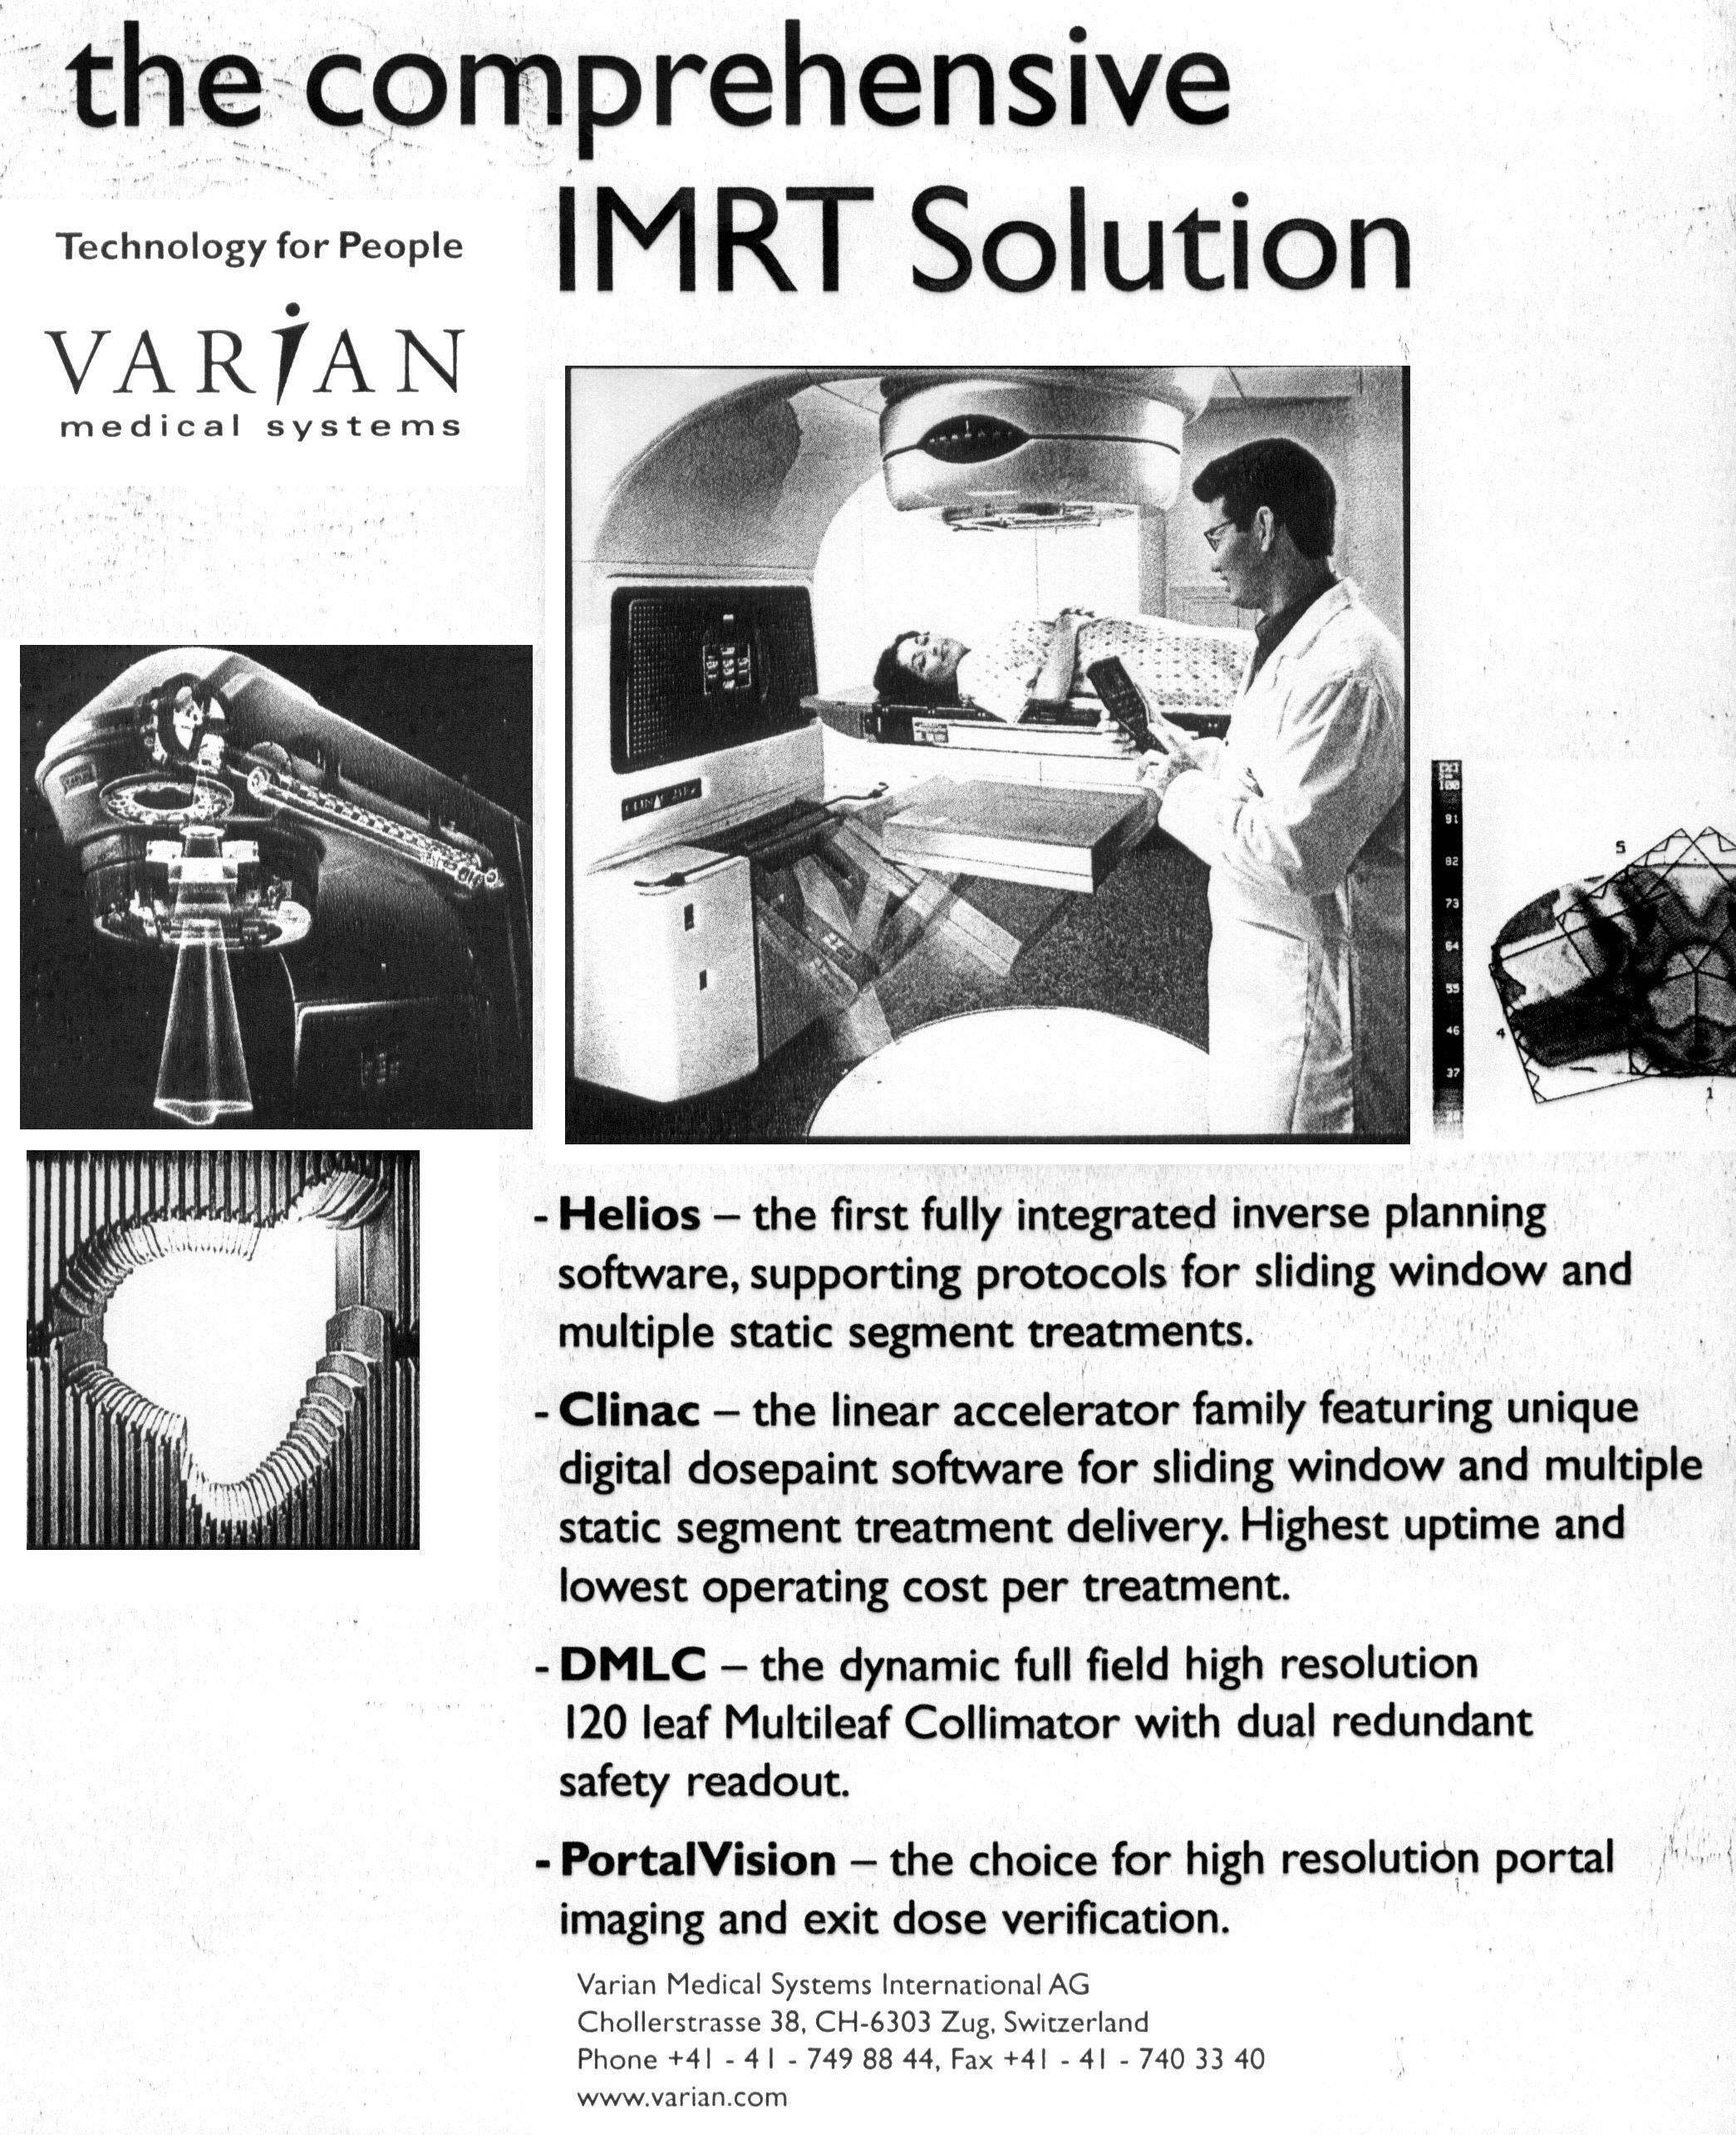 the comprehensive
IMRT Solution
Technology for People
VARiAN
medical systems
100
91
82
73
64
55
46
37
5
4
1
- Helios – the first fully integrated inverse planning
software, supporting protocols for sliding window and
multiple static segment treatments.
- Clinac – the linear accelerator family featuring unique
digital dosepaint software for sliding window and multiple
static segment treatment delivery. Highest uptime and
lowest operating cost per treatment.
- DMLC – the dynamic full field high resolution
120 leaf Multileaf Collimator with dual redundant
safety readout.
- PortalVision – the choice for high resolution portal
imaging and exit dose verification.
Varian Medical Systems International AG
Chollerstrasse 38, CH-6303 Zug, Switzerland
Phone +41 - 41 - 749 88 44, Fax +41 - 41 - 740 33 40
www.varian.com